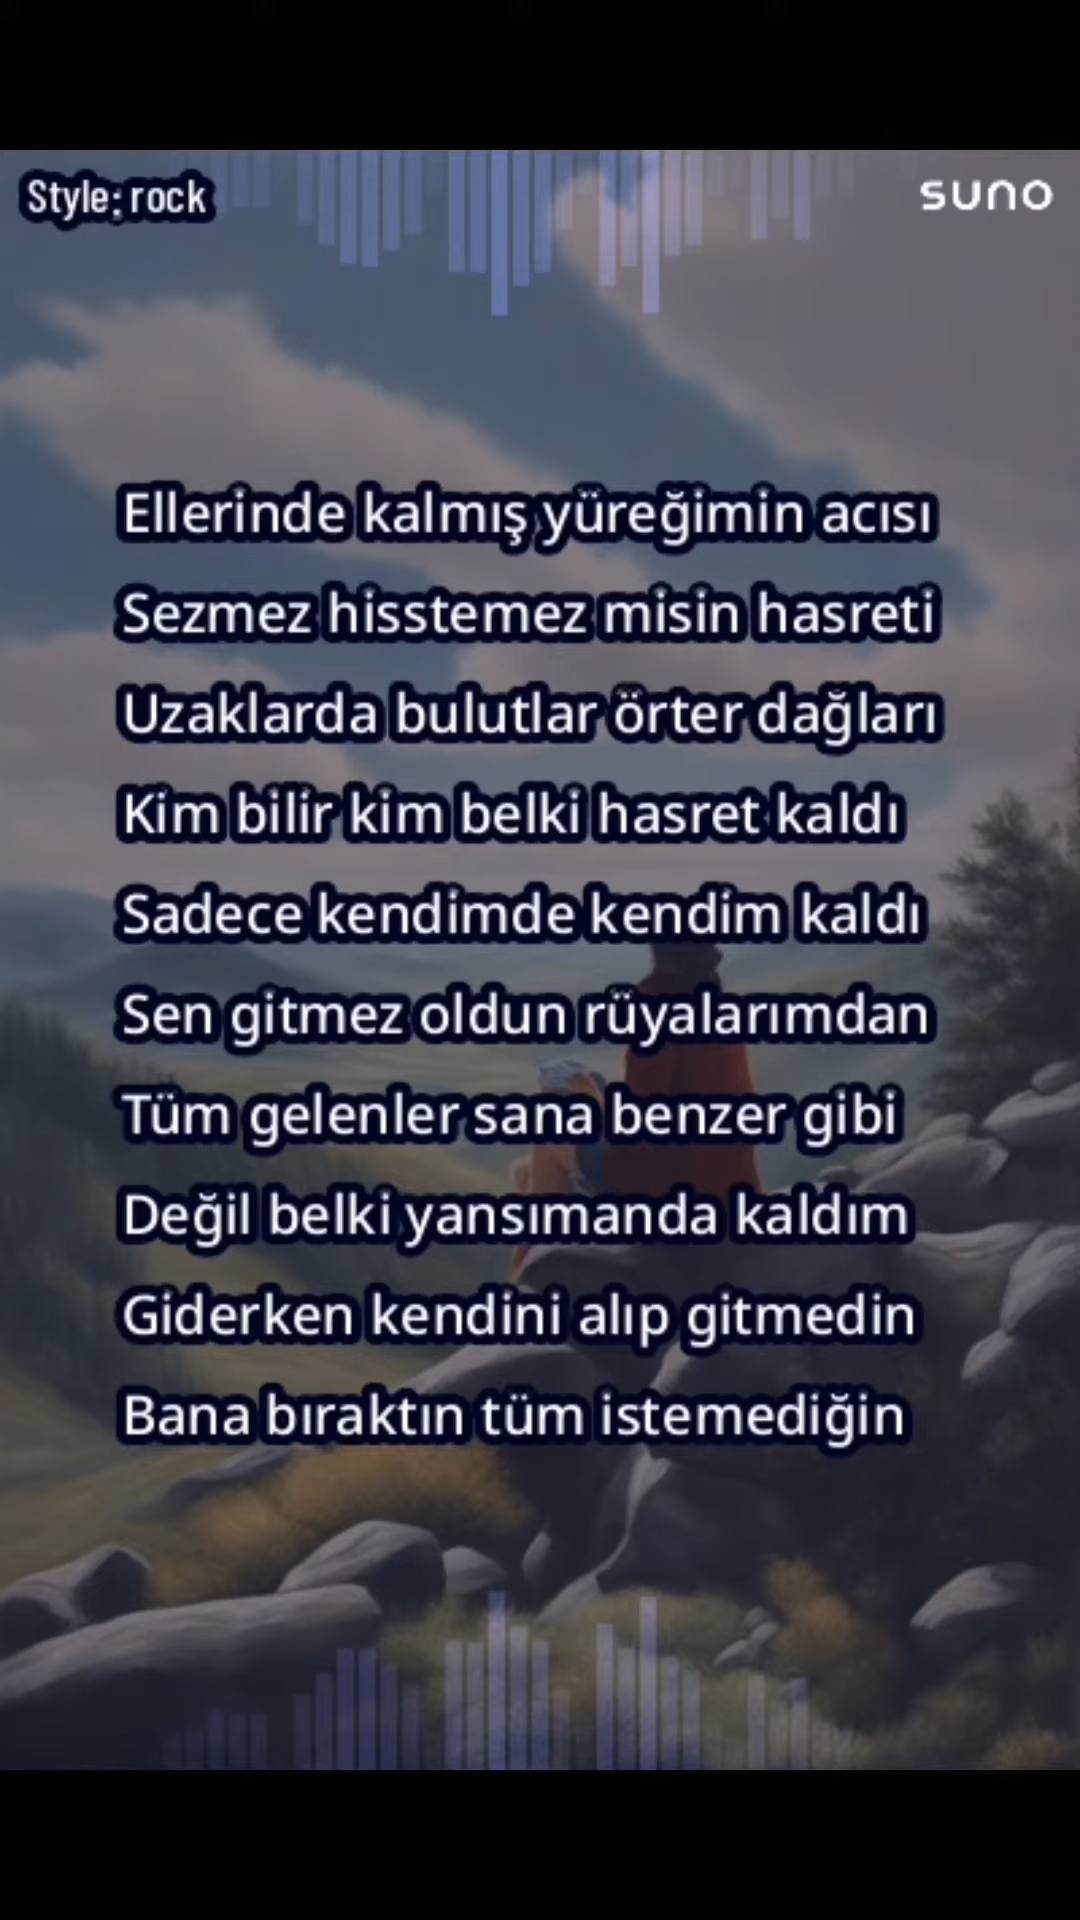 Style: rock
suno
Ellerinde kalmış yüreğimin acısı
Sezmez hisstemez misin hasreti
Uzaklarda bulutlar örter dağları
Kim bilir kim belki hasret kaldı
Sadece kendimde kendim kaldı
Sen gitmez oldun rüyalarımdan
Tüm gelenler sana benzer gibi
Değil belki yansımanda kaldım
Giderken kendini alıp gitmedin
Bana bıraktın tüm istemediğin